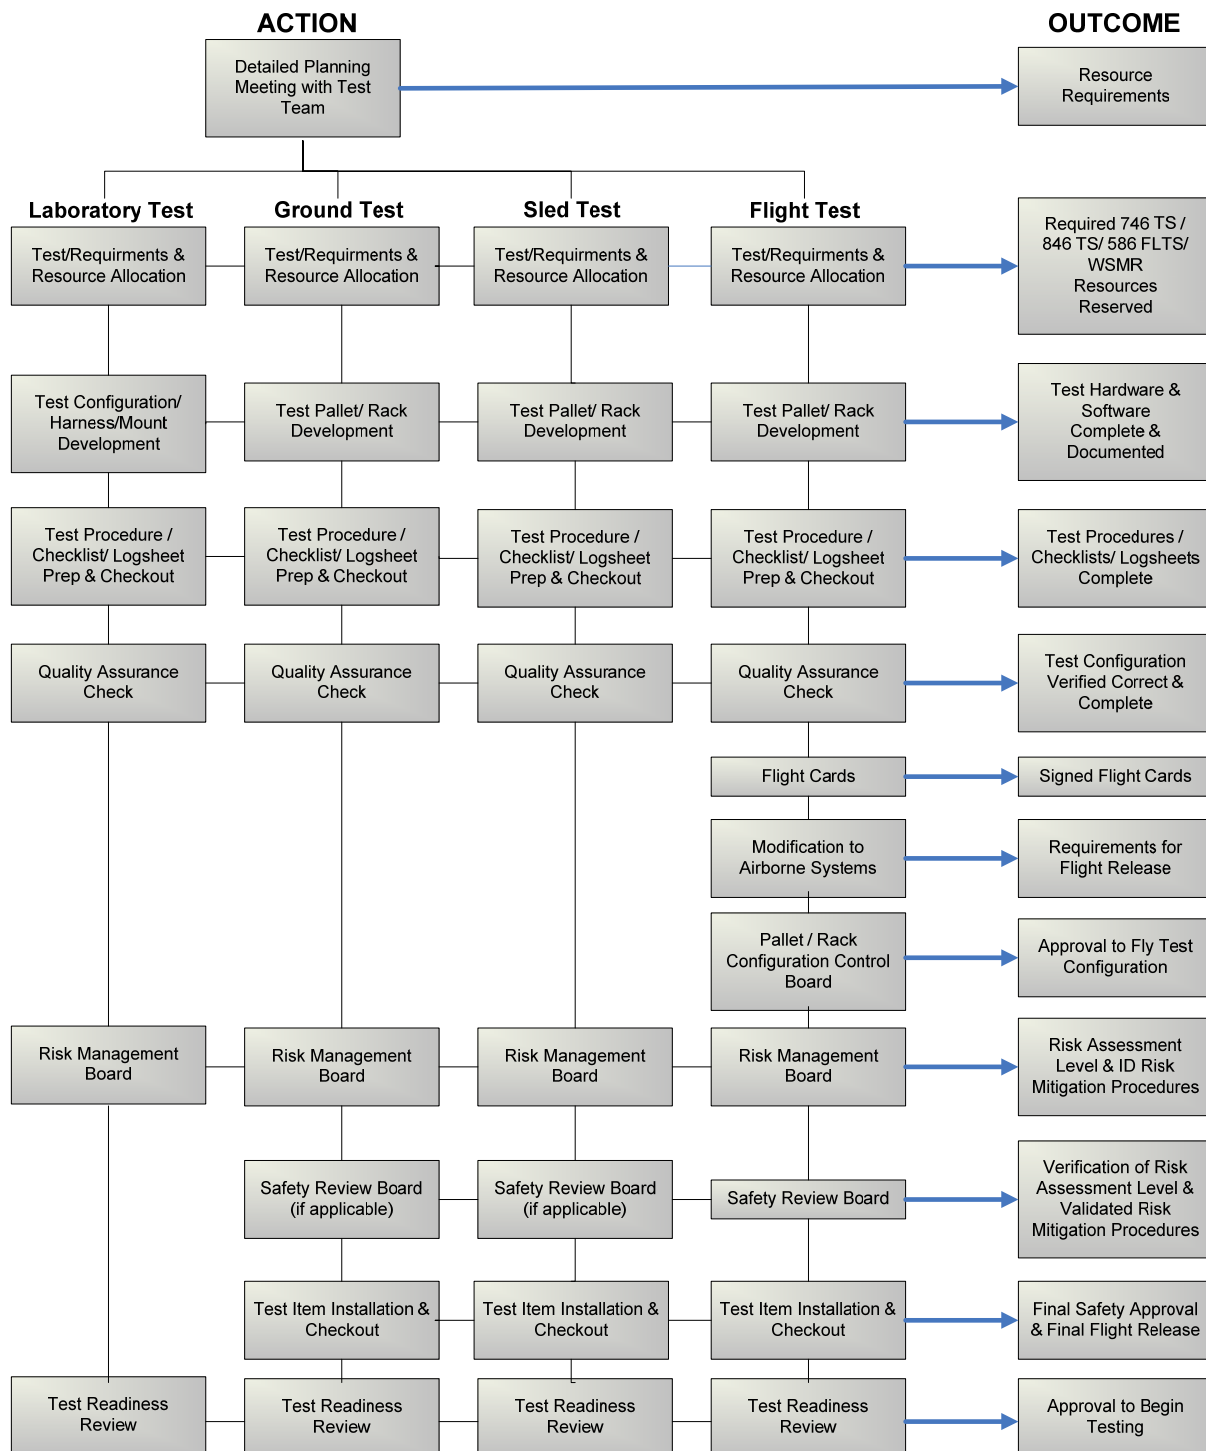 ACTION
OUTCOME
Detailed Planning
Meeting with Test
Team
Resource
Requirements
Laboratory Test
Ground Test
Sled Test
Flight Test
Test/Requirments &
Resource Allocation
Test/Requirments &
Resource Allocation
Test/Requirments &
Resource Allocation
Test/Requirments &
Resource Allocation
Required 746 TS /
846 TS/ 586 FLTS/
WSMR
Resources
Reserved
Test Configuration/
Harness/Mount
Development
Test Pallet/ Rack
Development
Test Pallet/ Rack
Development
Test Pallet/ Rack
Development
Test Hardware &
Software
Complete &
Documented
Test Procedure /
Checklist/ Logsheet
Prep & Checkout
Test Procedure /
Checklist/ Logsheet
Prep & Checkout
Test Procedure /
Checklist/ Logsheet
Prep & Checkout
Test Procedure /
Checklist/ Logsheet
Prep & Checkout
Test Procedures /
Checklists/ Logsheets
Complete
Quality Assurance
Check
Quality Assurance
Check
Quality Assurance
Check
Quality Assurance
Check
Test Configuration
Verified Correct &
Complete
Flight Cards
Signed Flight Cards
Modification to
Airborne Systems
Requirements for
Flight Release
Pallet / Rack
Configuration Control
Board
Approval to Fly Test
Configuration
Risk Management
Board
Risk Management
Board
Risk Management
Board
Risk Management
Board
Risk Assessment
Level & ID Risk
Mitigation Procedures
Safety Review Board
(if applicable)
Safety Review Board
(if applicable)
Safety Review Board
Verification of Risk
Assessment Level &
Validated Risk
Mitigation Procedures
Test Item Installation &
Checkout
Test Item Installation &
Checkout
Test Item Installation &
Checkout
Final Safety Approval
& Final Flight Release
Test Readiness
Review
Test Readiness
Review
Test Readiness
Review
Test Readiness
Review
Approval to Begin
Testing